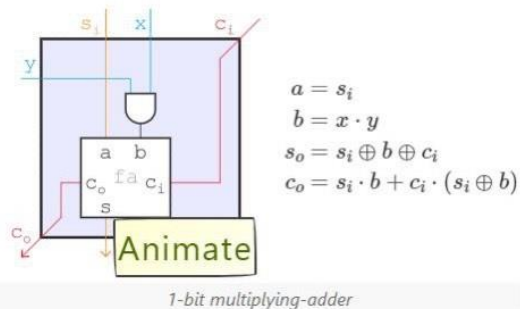 s_i x c_i
y
a b
c_o fa c_i
s
c_o
Animate
a = s_i
b = x · y
s_o = s_i ⊕ b ⊕ c_i
c_o = s_i · b + c_i · (s_i ⊕ b)
1-bit multiplying-adder